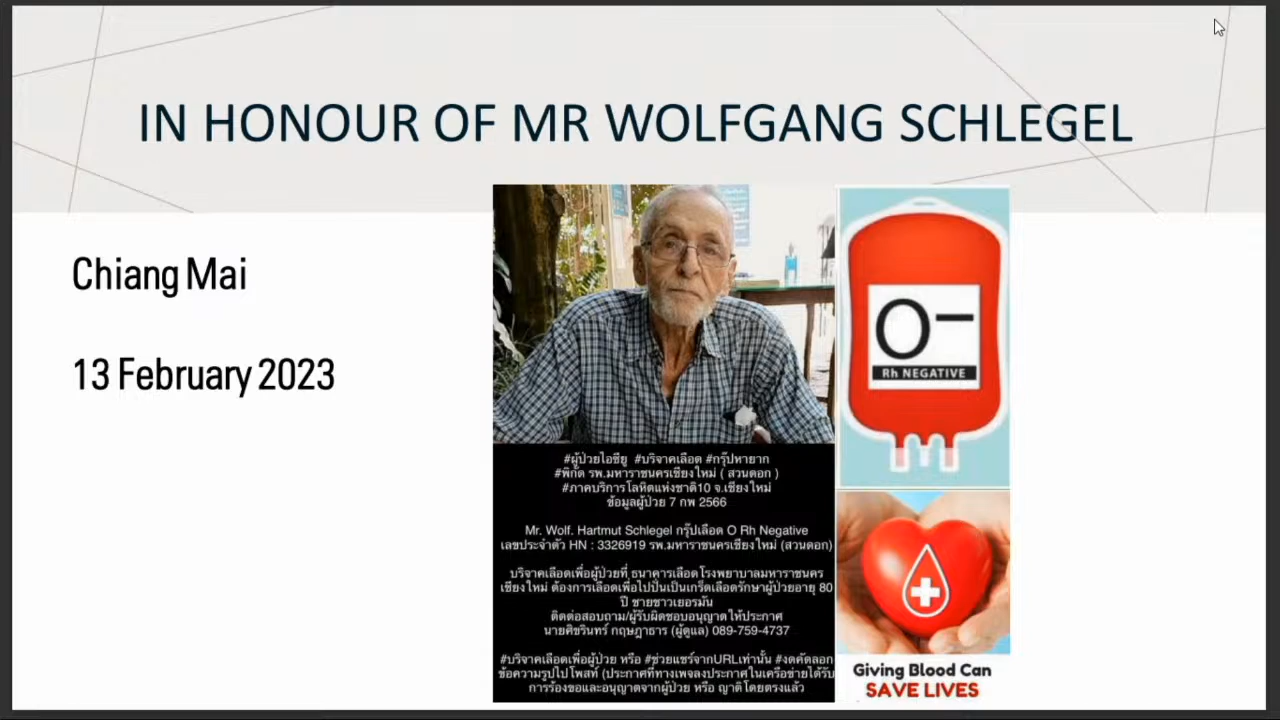 IN HONOUR OF MR WOLFGANG SCHLEGEL
Chiang Mai
13 February 2023
#ผู้ป่วยไอซียู #บริจาคเลือด #กรุ๊ปหายาก
#พิกัด รพ.มหาราชนครเชียงใหม่ ( สวนดอก )
#ภาคบริการโลหิตแห่งชาติ10 จ.เชียงใหม่
ข้อมูลผู้ป่วย 7 กพ 2566
Mr. Wolf. Hartmut Schlegel กรุ๊ปเลือด O Rh Negative
เลขประจำตัว HN : 3326919 รพ.มหาราชนครเชียงใหม่ (สวนดอก)
บริจาคเลือดเพื่อผู้ป่วยที่ ธนาคารเลือด โรงพยาบาลมหาราชนคร
เชียงใหม่ ต้องการเลือดเพื่อไปปั่นเป็นเกร็ดเลือดรักษาผู้ป่วยอายุ 80
ปี ชายชาวเยอรมัน
ติดต่อสอบถาม/ผู้รับผิดชอบอนุญาตให้ประกาศ
นายศิขรินทร์ กฤษฎาธาร (ผู้ดูแล) 089-759-4737
#บริจาคเลือดเพื่อผู้ป่วย หรือ #ช่วยแชร์จากURLเท่านั้น #งดคัดลอก
ข้อความรูปไปโพสท์ (ประกาศที่ทางเพจลงประกาศในเครือข่ายได้รับ
การร้องขอและอนุญาตจากผู้ป่วย หรือ ญาติโดยตรงแล้ว
O−
Rh NEGATIVE
Giving Blood Can
SAVE LIVES